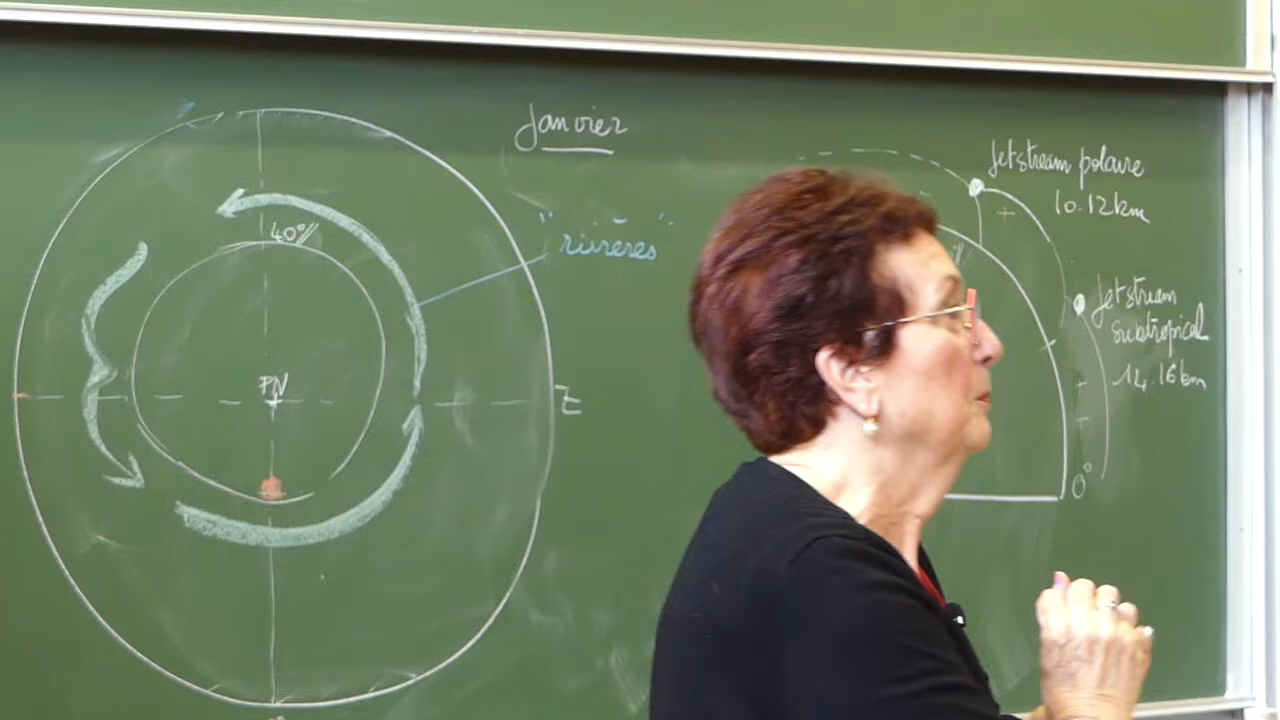 Janvier
40°
"rivières"
PN
E
Jetstream polaire
10.12km
+
Jetstream
subtropical
14.16km
+
0°